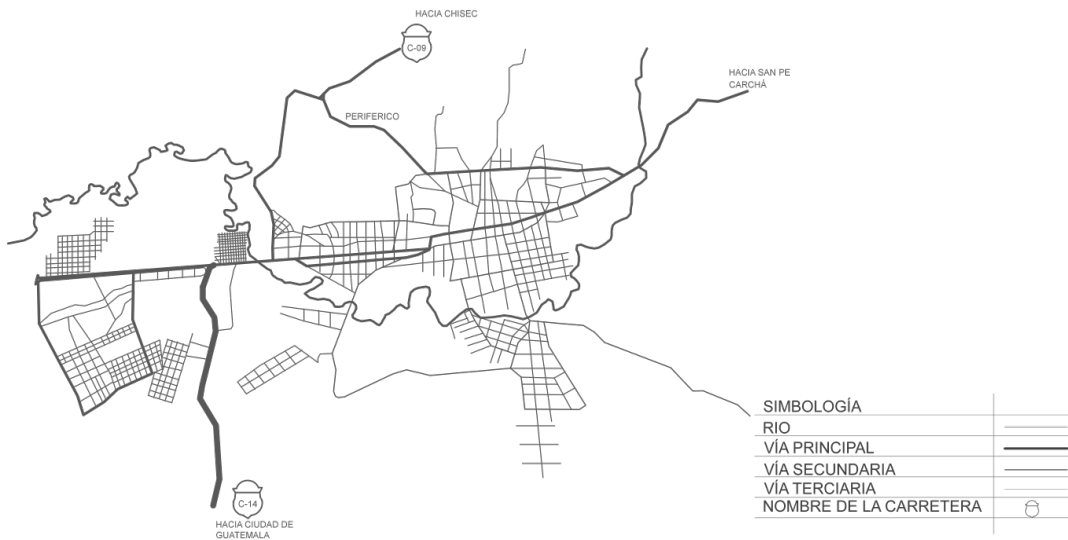 HACIA CHISEC
C-09
HACIA SAN PE
CARCHÁ
PERIFERICO
C-14
HACIA CIUDAD DE
GUATEMALA
SIMBOLOGÍA
RIO
VÍA PRINCIPAL
VÍA SECUNDARIA
VÍA TERCIARIA
NOMBRE DE LA CARRETERA